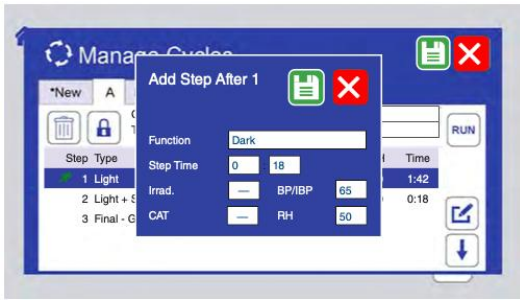 Manage Cycles
Add Step After 1
*New A
RUN
Function Dark
Step Time 0 18
Irrad. — BP/IBP 65
CAT — RH 50
Step Type Time
1 Light 1:42
2 Light + 0:18
3 Final - G